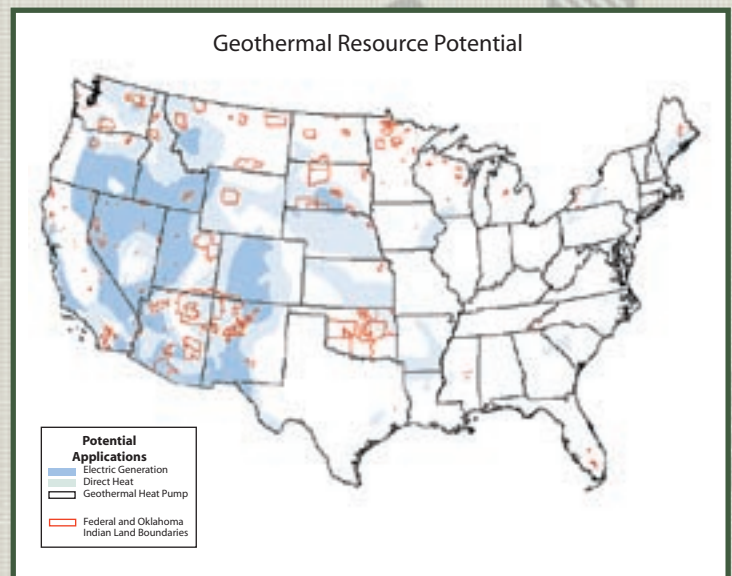 Geothermal Resource Potential
Potential
Applications
Electric Generation
Direct Heat
Geothermal Heat Pump
Federal and Oklahoma
Indian Land Boundaries